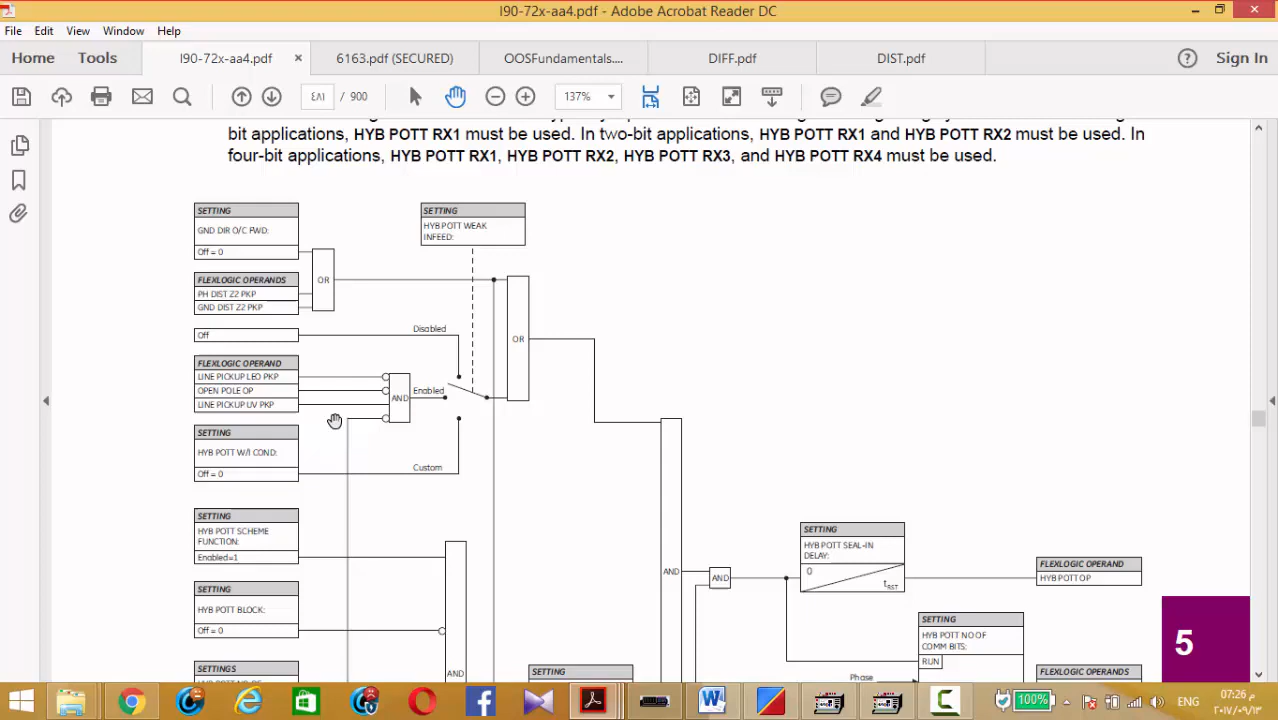 I90-72x-aa4.pdf - Adobe Acrobat Reader DC
File Edit View Window Help
Home Tools I90-72x-aa4.pdf × 6163.pdf (SECURED) OOSFundamentals.... DIFF.pdf DIST.pdf Sign In
٤٨١ / 900 137%
bit applications, HYB POTT RX1 must be used. In two-bit applications, HYB POTT RX1 and HYB POTT RX2 must be used. In
four-bit applications, HYB POTT RX1, HYB POTT RX2, HYB POTT RX3, and HYB POTT RX4 must be used.
SETTING
GND DIR O/C FWD:
Off = 0
FLEXLOGIC OPERANDS
PH DIST Z2 PKP
GND DIST Z2 PKP
OR
SETTING
HYB POTT WEAK
INFEED:
Off
Disabled
OR
FLEXLOGIC OPERAND
LINE PICKUP LEO PKP
OPEN POLE OP
LINE PICKUP UV PKP
AND
Enabled
SETTING
HYB POTT W/I COND:
Off = 0
Custom
SETTING
HYB POTT SCHEME
FUNCTION:
Enabled=1
SETTING
HYB POTT BLOCK:
Off = 0
SETTINGS
AND
AND
AND
SETTING
HYB POTT SEAL-IN
DELAY:
0
tRST
FLEXLOGIC OPERAND
HYB POTT OP
SETTING
HYB POTT NO OF
COMM BITS:
RUN
Phase
SETTING
FLEXLOGIC OPERANDS
5
100%
ENG
07:26 م
٢٠١٧/٠٩/١٣